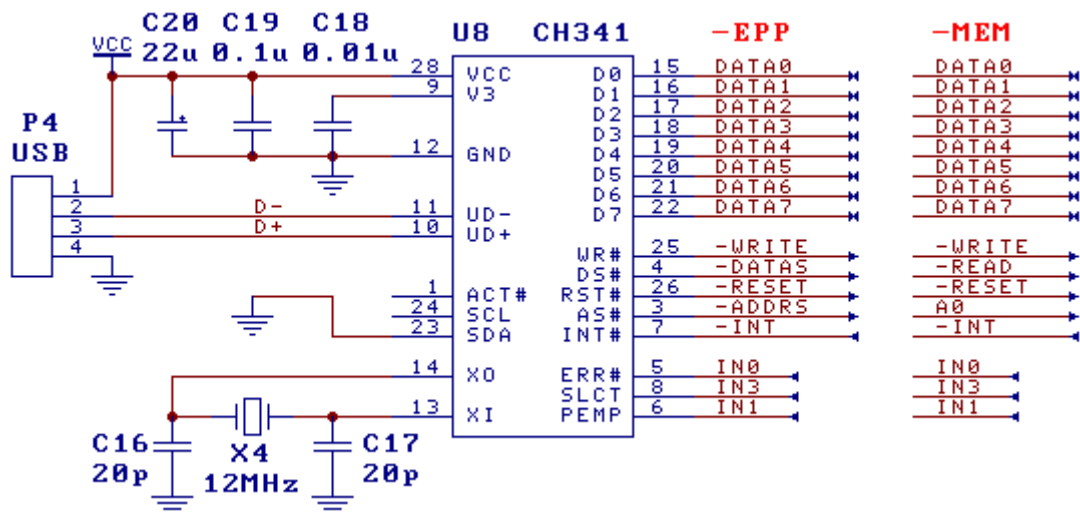 C20 C19 C18
VCC 22u 0.1u 0.01u
U8 CH341
-EPP -MEM
P4
USB
1
2
3
4
D-
D+
28 VCC
9 V3
12 GND
11 UD-
10 UD+
1 ACT#
24 SCL
23 SDA
14 XO
13 XI
D0 15 DATA0 DATA0
D1 16 DATA1 DATA1
D2 17 DATA2 DATA2
D3 18 DATA3 DATA3
D4 19 DATA4 DATA4
D5 20 DATA5 DATA5
D6 21 DATA6 DATA6
D7 22 DATA7 DATA7
WR# 25 -WRITE -WRITE
DS# 4 -DATAS -READ
RST# 26 -RESET -RESET
AS# 3 -ADDRS A0
INT# 7 -INT -INT
ERR# 5 IN0 IN0
SLCT 8 IN3 IN3
PEMP 6 IN1 IN1
C16
20p
X4
12MHz
C17
20p